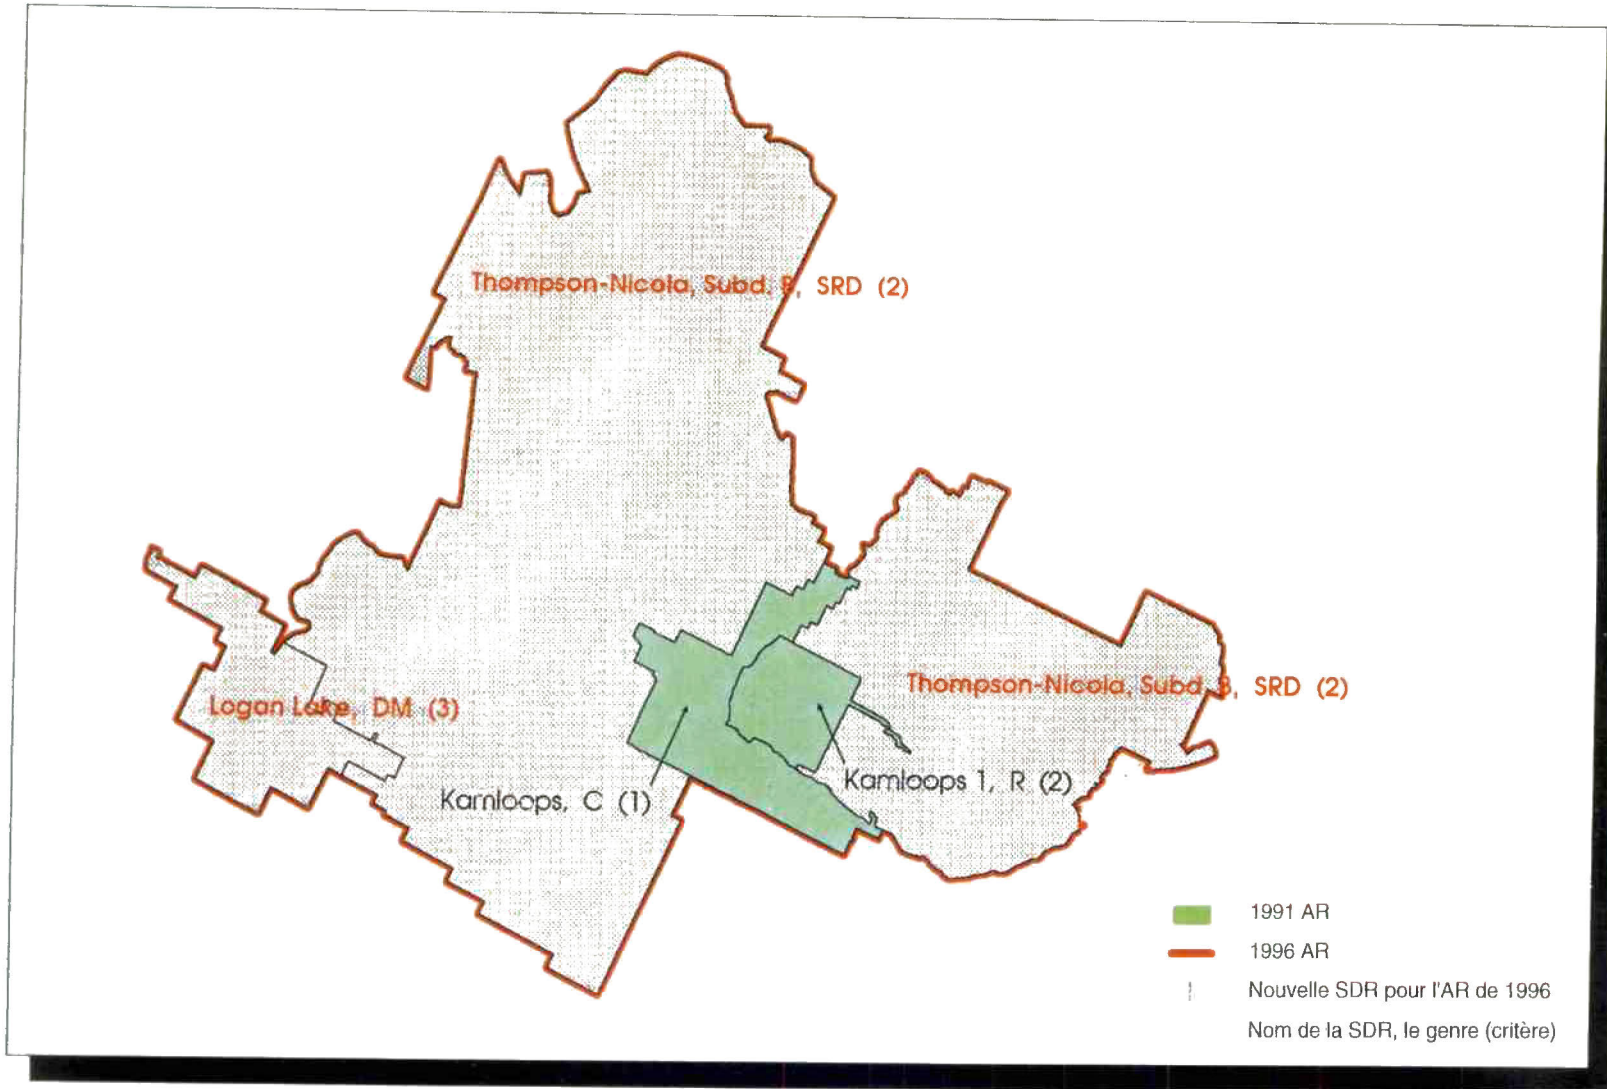 Thompson-Nicola, Subd. B, SRD (2)
Thompson-Nicola, Subd. B, SRD (2)
Logan Lake, DM (3)
Kamloops 1, R (2)
Kamloops, C (1)
1991 AR
1996 AR
Nouvelle SDR pour l'AR de 1996
Nom de la SDR, le genre (critère)